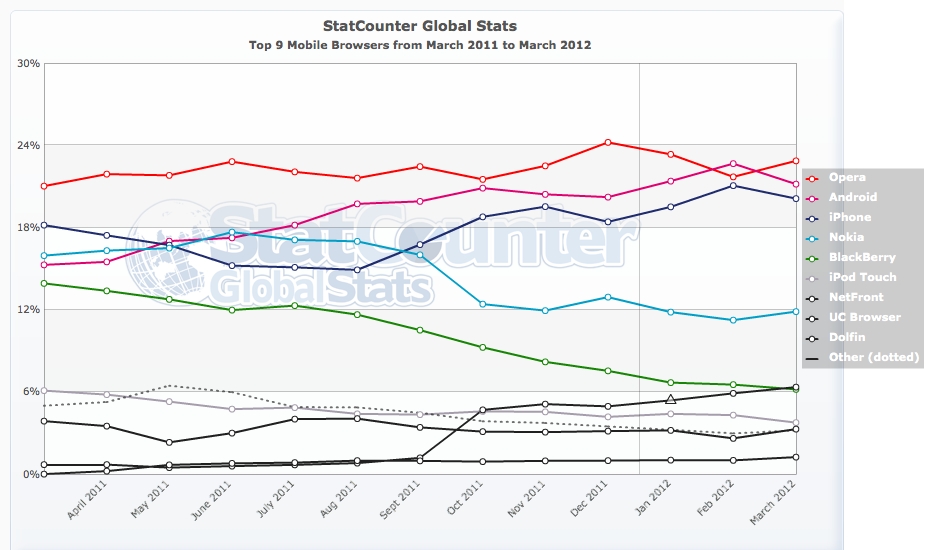 StatCounter Global Stats
Top 9 Mobile Browsers from March 2011 to March 2012
30%
24%
18%
12%
6%
0%
StatCounter
GlobalStats
April 2011
May 2011
June 2011
July 2011
Aug 2011
Sept 2011
Oct 2011
Nov 2011
Dec 2011
Jan 2012
Feb 2012
March 2012
Opera
Android
iPhone
Nokia
BlackBerry
iPod Touch
NetFront
UC Browser
Dolfin
Other (dotted)